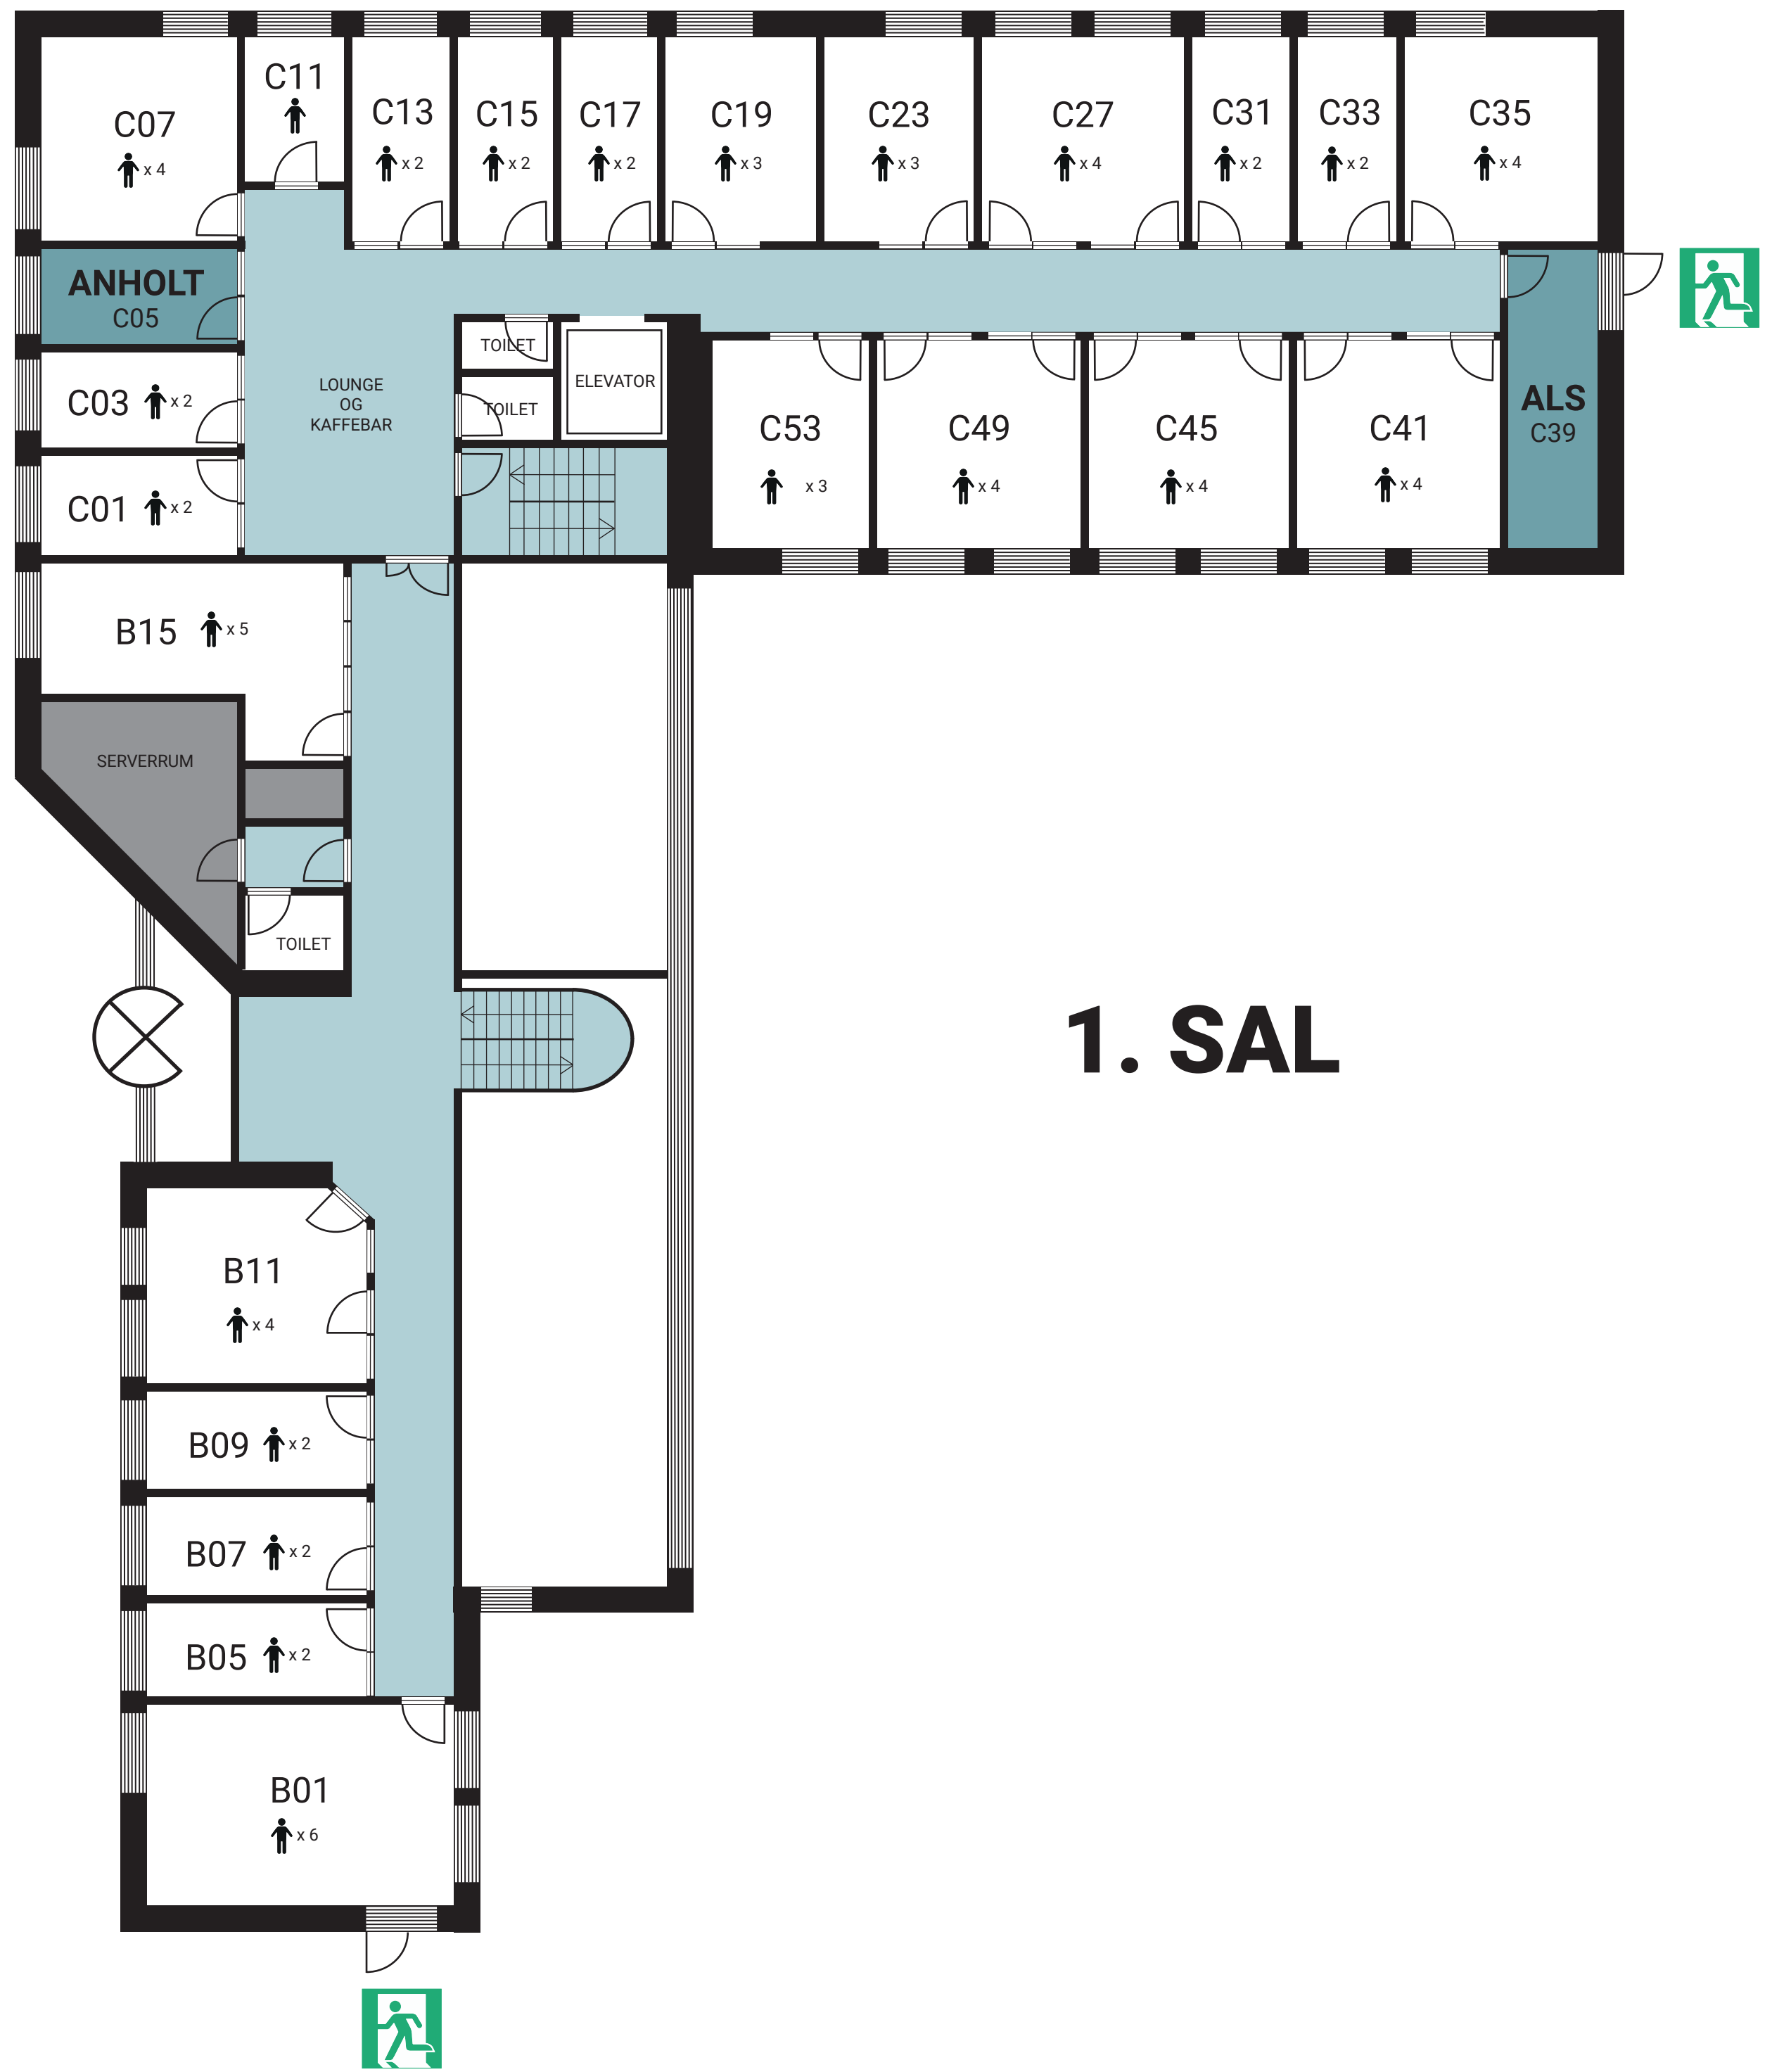 C07
x 4
C11
C13
x 2
C15
x 2
C17
x 2
C19
x 3
C23
x 3
C27
x 4
C31
x 2
C33
x 2
C35
x 4
ANHOLT
C05
C03 x 2
C01 x 2
LOUNGE
OG
KAFFEBAR
TOILET
TOILET
ELEVATOR
C53
x 3
C49
x 4
C45
x 4
C41
x 4
ALS
C39
B15 x 5
SERVERRUM
TOILET
1. SAL
B11
x 4
B09 x 2
B07 x 2
B05 x 2
B01
x 6